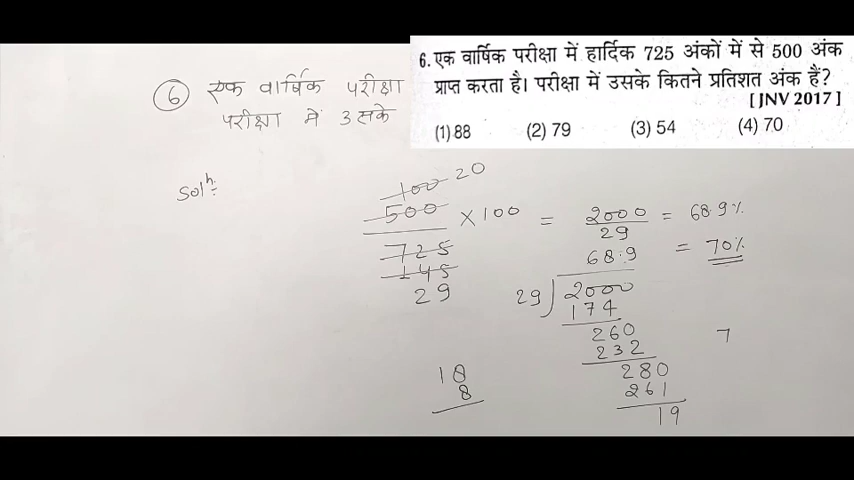 6. एक वार्षिक परीक्षा में हार्दिक 725 अंकों में से 500 अंक
प्राप्त करता है। परीक्षा में उसके कितने प्रतिशत अंक हैं?
[JNV 2017]
(1) 88 (2) 79 (3) 54 (4) 70
6 एक वार्षिक परीक्षा
परीक्षा में उसके
Solⁿ:
100 20
500
725
145
29
× 100 = 2000/29 = 68.9%
= 70%
68.9
29 ) 2000
174
260
232
280
261
19
7
18
8